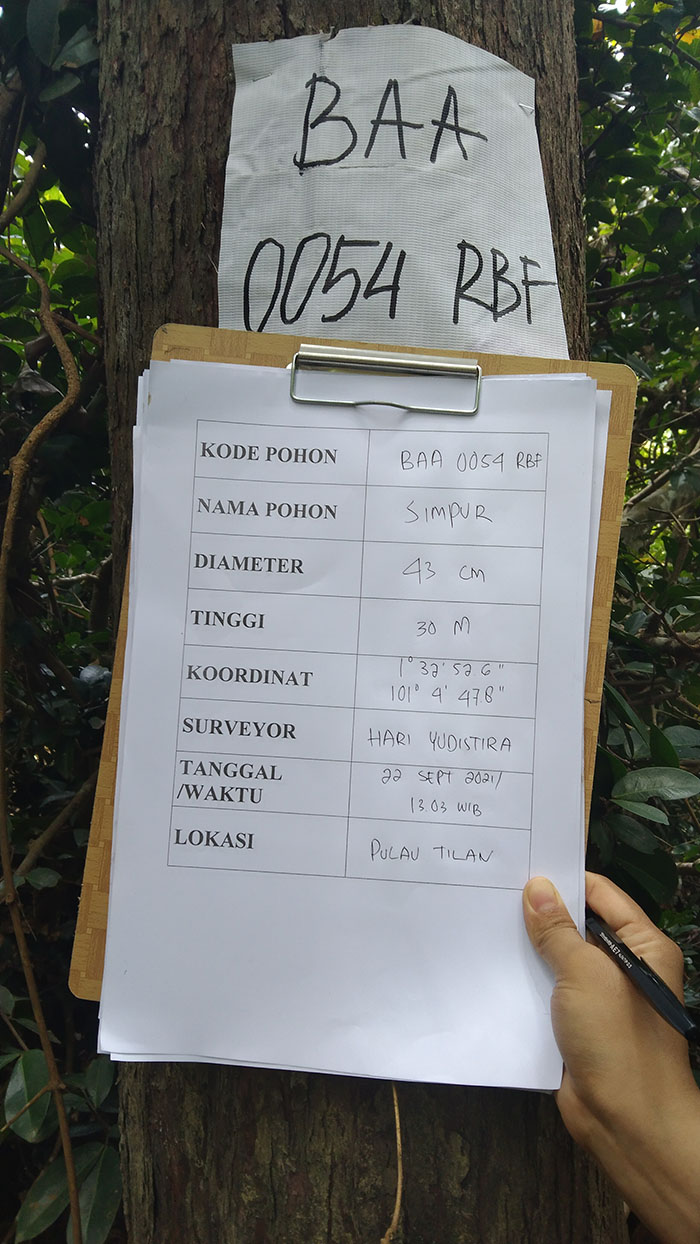 BAA
0054 RBF
KODE POHON BAA 0054 RBF
NAMA POHON SIMPUR
DIAMETER 43 CM
TINGGI 30 M
KOORDINAT 1° 32' 52.6"
101° 4' 47.8"
SURVEYOR HARI YUDISTIRA
TANGGAL 22 SEPT 2021/
/WAKTU 13.03 WIB
LOKASI PULAU TILAN